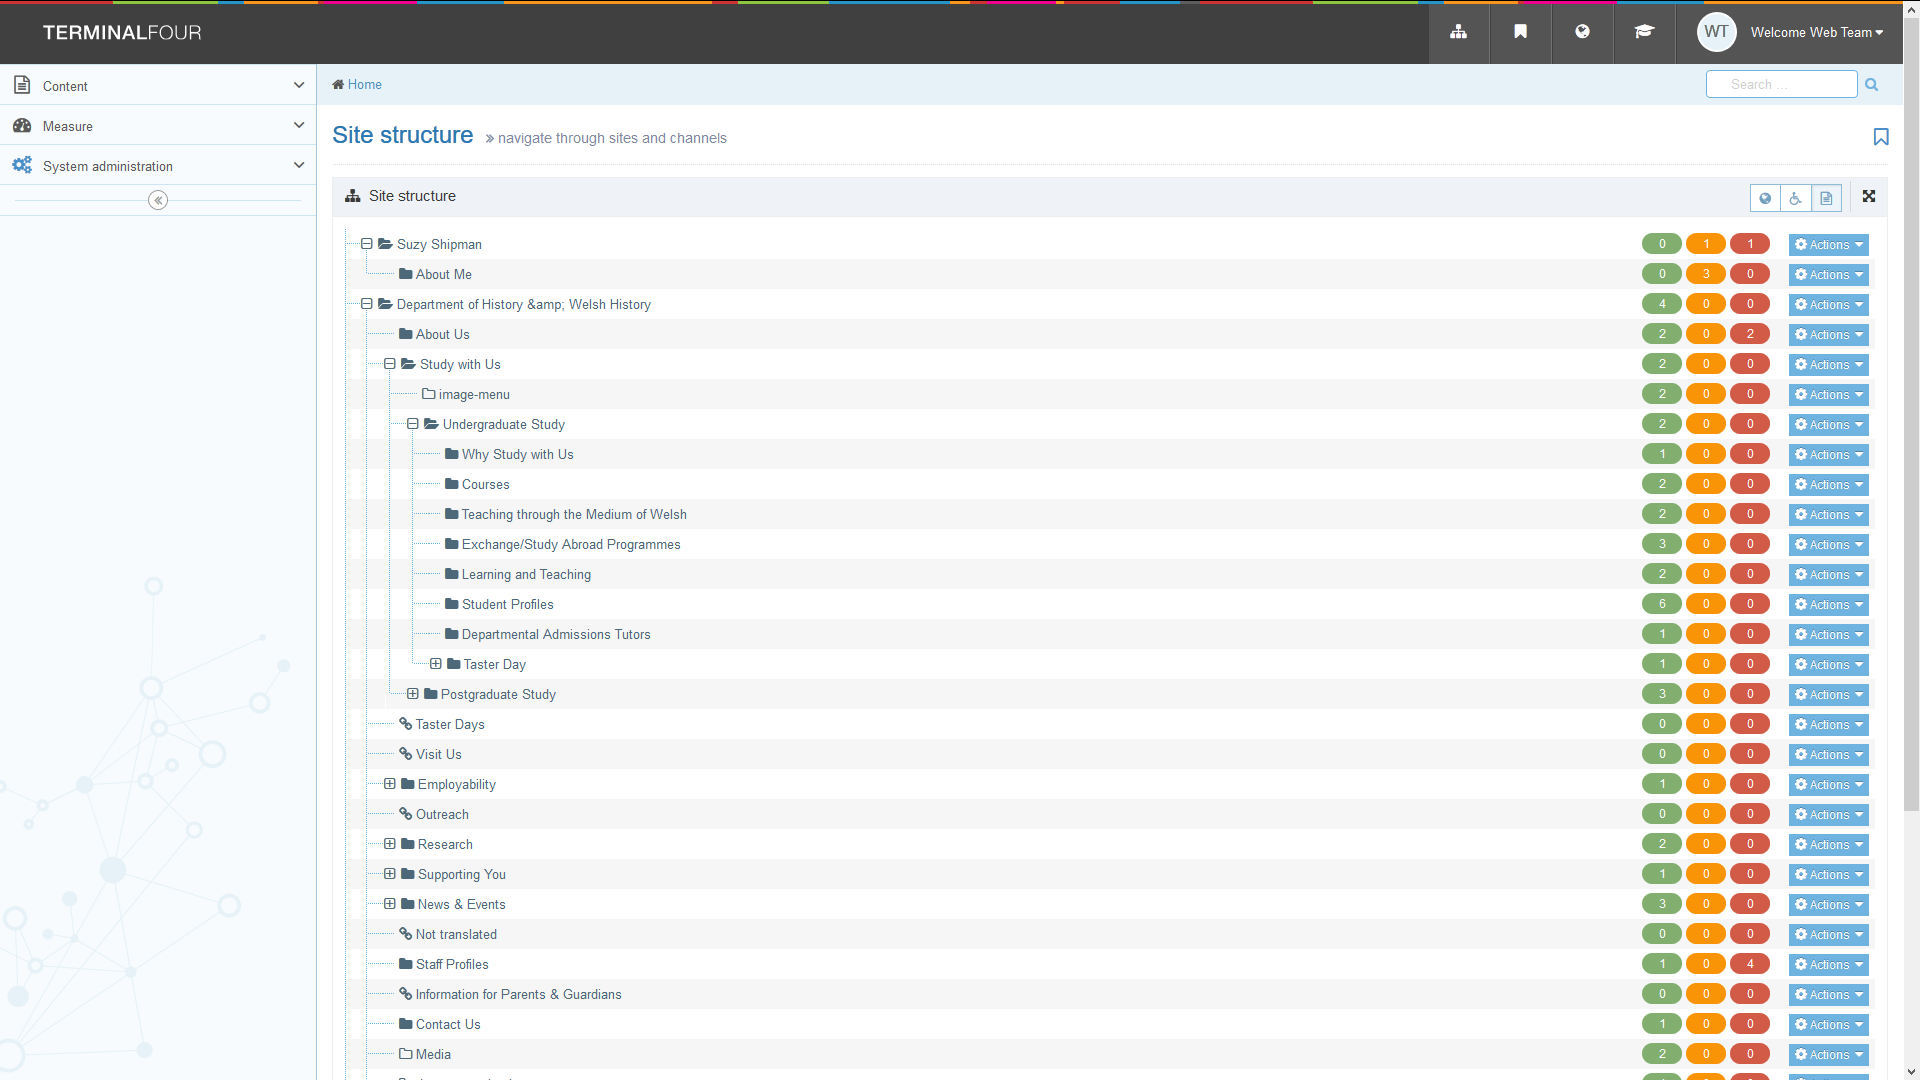 TERMINALFOUR
WT Welcome Web Team
Content
Measure
System administration
Home
Search ...
Site structure » navigate through sites and channels
Site structure
Suzy Shipman 0 1 1 Actions
About Me 0 3 0 Actions
Department of History &amp; Welsh History 4 0 0 Actions
About Us 2 0 2 Actions
Study with Us 2 0 0 Actions
image-menu 2 0 0 Actions
Undergraduate Study 2 0 0 Actions
Why Study with Us 1 0 0 Actions
Courses 2 0 0 Actions
Teaching through the Medium of Welsh 2 0 0 Actions
Exchange/Study Abroad Programmes 3 0 0 Actions
Learning and Teaching 2 0 0 Actions
Student Profiles 6 0 0 Actions
Departmental Admissions Tutors 1 0 0 Actions
Taster Day 1 0 0 Actions
Postgraduate Study 3 0 0 Actions
Taster Days 0 0 0 Actions
Visit Us 0 0 0 Actions
Employability 1 0 0 Actions
Outreach 0 0 0 Actions
Research 2 0 0 Actions
Supporting You 1 0 0 Actions
News & Events 3 0 0 Actions
Not translated 0 0 0 Actions
Staff Profiles 1 0 4 Actions
Information for Parents & Guardians 0 0 0 Actions
Contact Us 1 0 0 Actions
Media 2 0 0 Actions